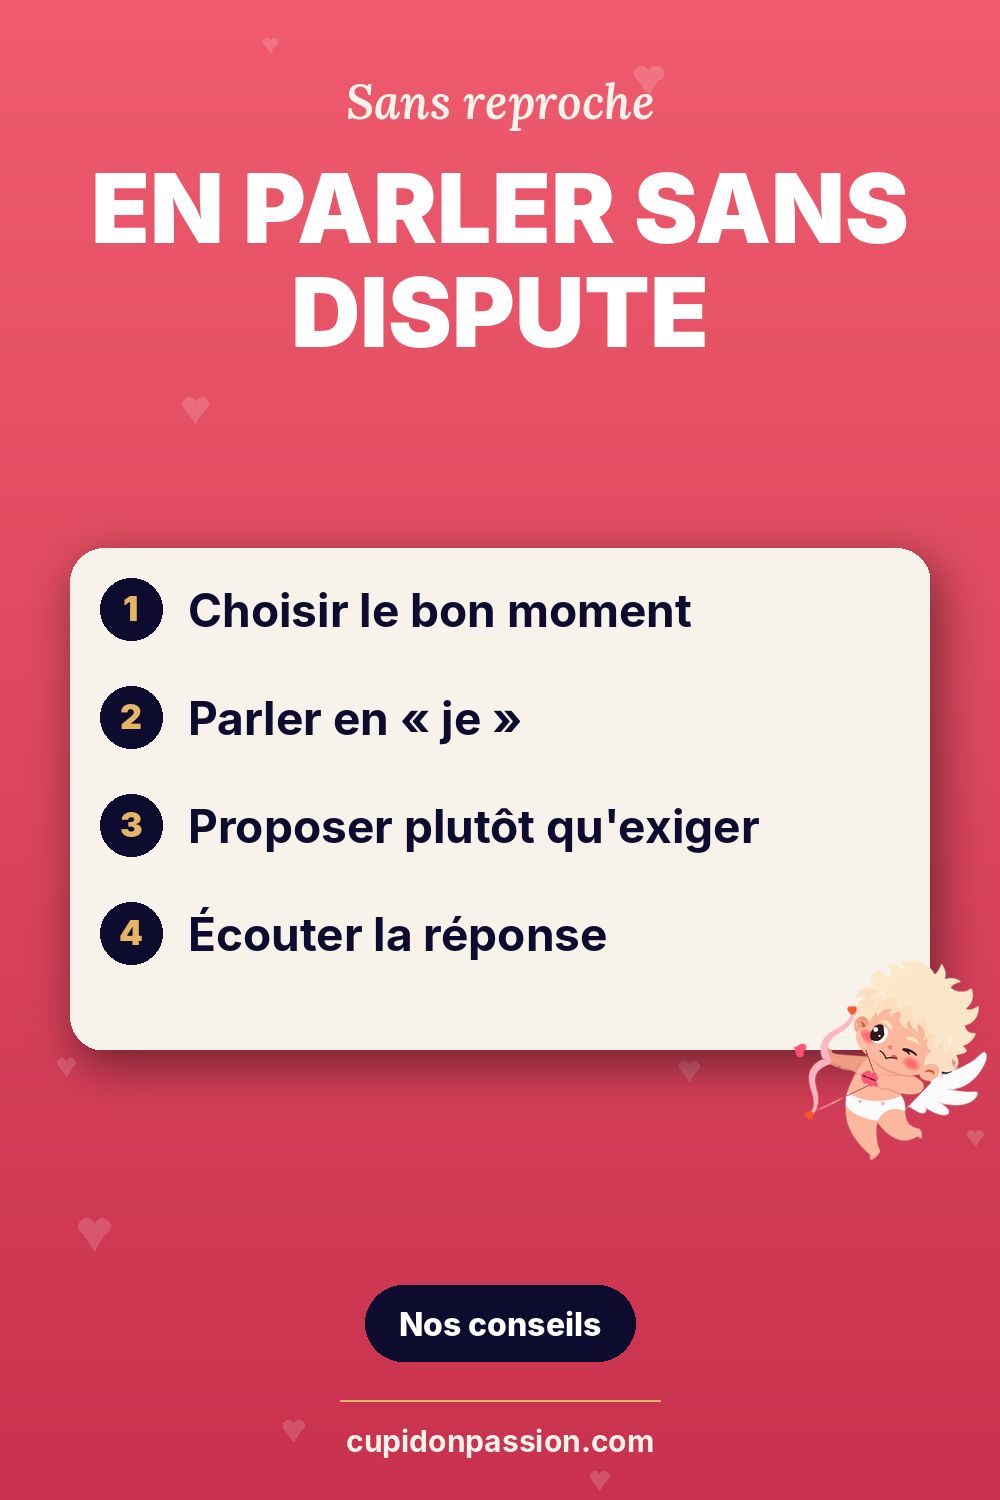 Sans reproche
EN PARLER SANS
DISPUTE
1 Choisir le bon moment
2 Parler en « je »
3 Proposer plutôt qu'exiger
4 Écouter la réponse
Nos conseils
cupidonpassion.com